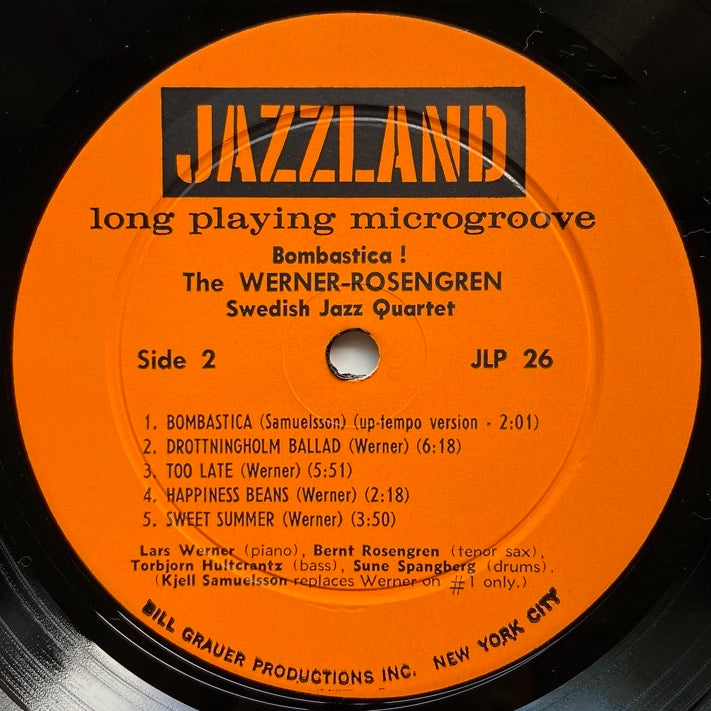 JAZZLAND
long playing microgroove
Bombastica !
The WERNER-ROSENGREN
Swedish Jazz Quartet
Side 2 JLP 26
1. BOMBASTICA (Samuelsson) (up-tempo version - 2:01)
2. DROTTNINGHOLM BALLAD (Werner) (6:18)
3. TOO LATE (Werner) (5:51)
4. HAPPINESS BEANS (Werner) (2:18)
5. SWEET SUMMER (Werner) (3:50)
Lars Werner (piano), Bernt Rosengren (tenor sax),
Torbjorn Hultcrantz (bass), Sune Spangberg (drums).
(Kjell Samuelsson replaces Werner on #1 only.)
BILL GRAUER PRODUCTIONS INC. NEW YORK CITY